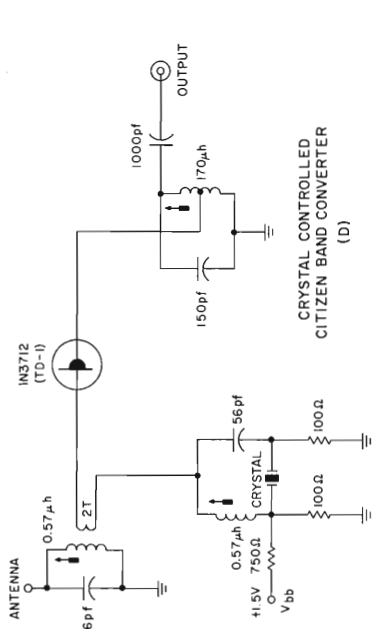 ANTENNA
6pf
0.57μh
2T
1N3712
(TD-1)
1000pf
OUTPUT
170μh
150pf
0.57μh
56pf
CRYSTAL
+1.5V
Vbb
750Ω
100Ω
100Ω
CRYSTAL CONTROLLED
CITIZEN BAND CONVERTER
(D)